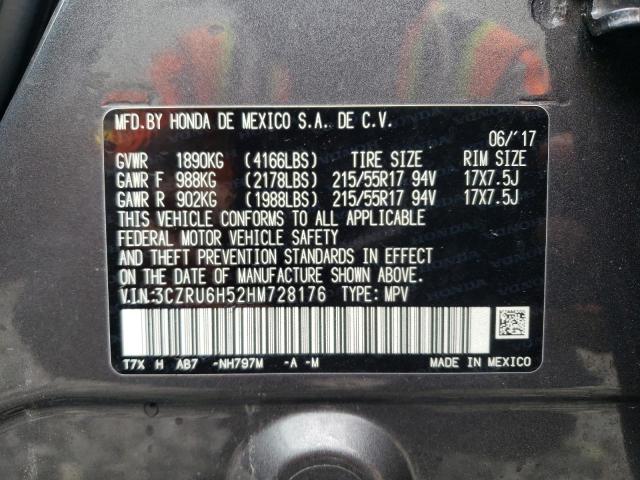 MFD.BY HONDA DE MEXICO S.A. DE C.V.
06/'17
GVWR 1890KG (4166LBS) TIRE SIZE RIM SIZE
GAWR F 988KG (2178LBS) 215/55R17 94V 17X7.5J
GAWR R 902KG (1988LBS) 215/55R17 94V 17X7.5J
THIS VEHICLE CONFORMS TO ALL APPLICABLE
FEDERAL MOTOR VEHICLE SAFETY
AND THEFT PREVENTION STANDARDS IN EFFECT
ON THE DATE OF MANUFACTURE SHOWN ABOVE.
V.I.N:3CZRU6H52HM728176 TYPE: MPV
T7X H AB7 -NH797M -A -M
MADE IN MEXICO